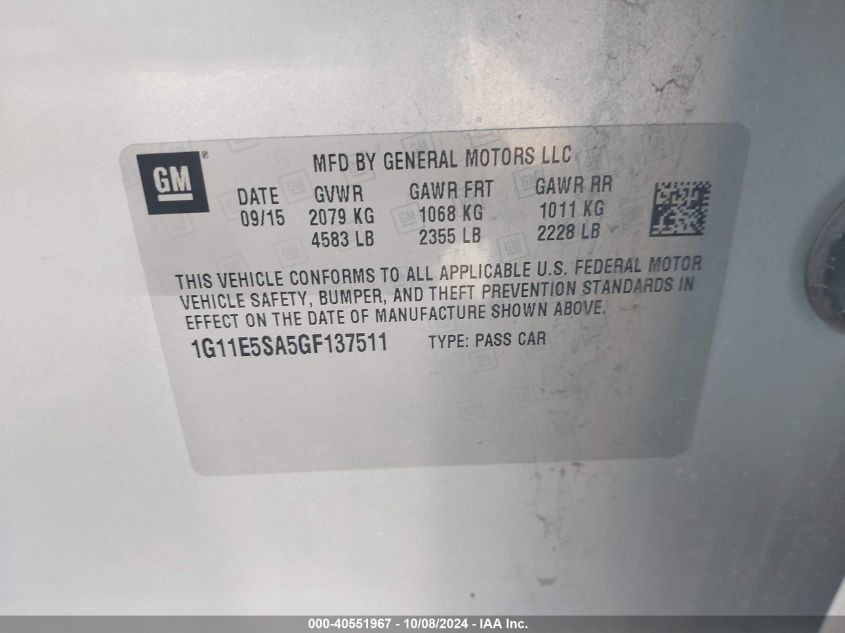 GM®
MFD BY GENERAL MOTORS LLC
DATE GVWR GAWR FRT GAWR RR
09/15 2079 KG 1068 KG 1011 KG
4583 LB 2355 LB 2228 LB
THIS VEHICLE CONFORMS TO ALL APPLICABLE U.S. FEDERAL MOTOR
VEHICLE SAFETY, BUMPER, AND THEFT PREVENTION STANDARDS IN
EFFECT ON THE DATE OF MANUFACTURE SHOWN ABOVE.
1G11E5SA5GF137511 TYPE: PASS CAR
000-40551967 - 10/08/2024 - IAA Inc.